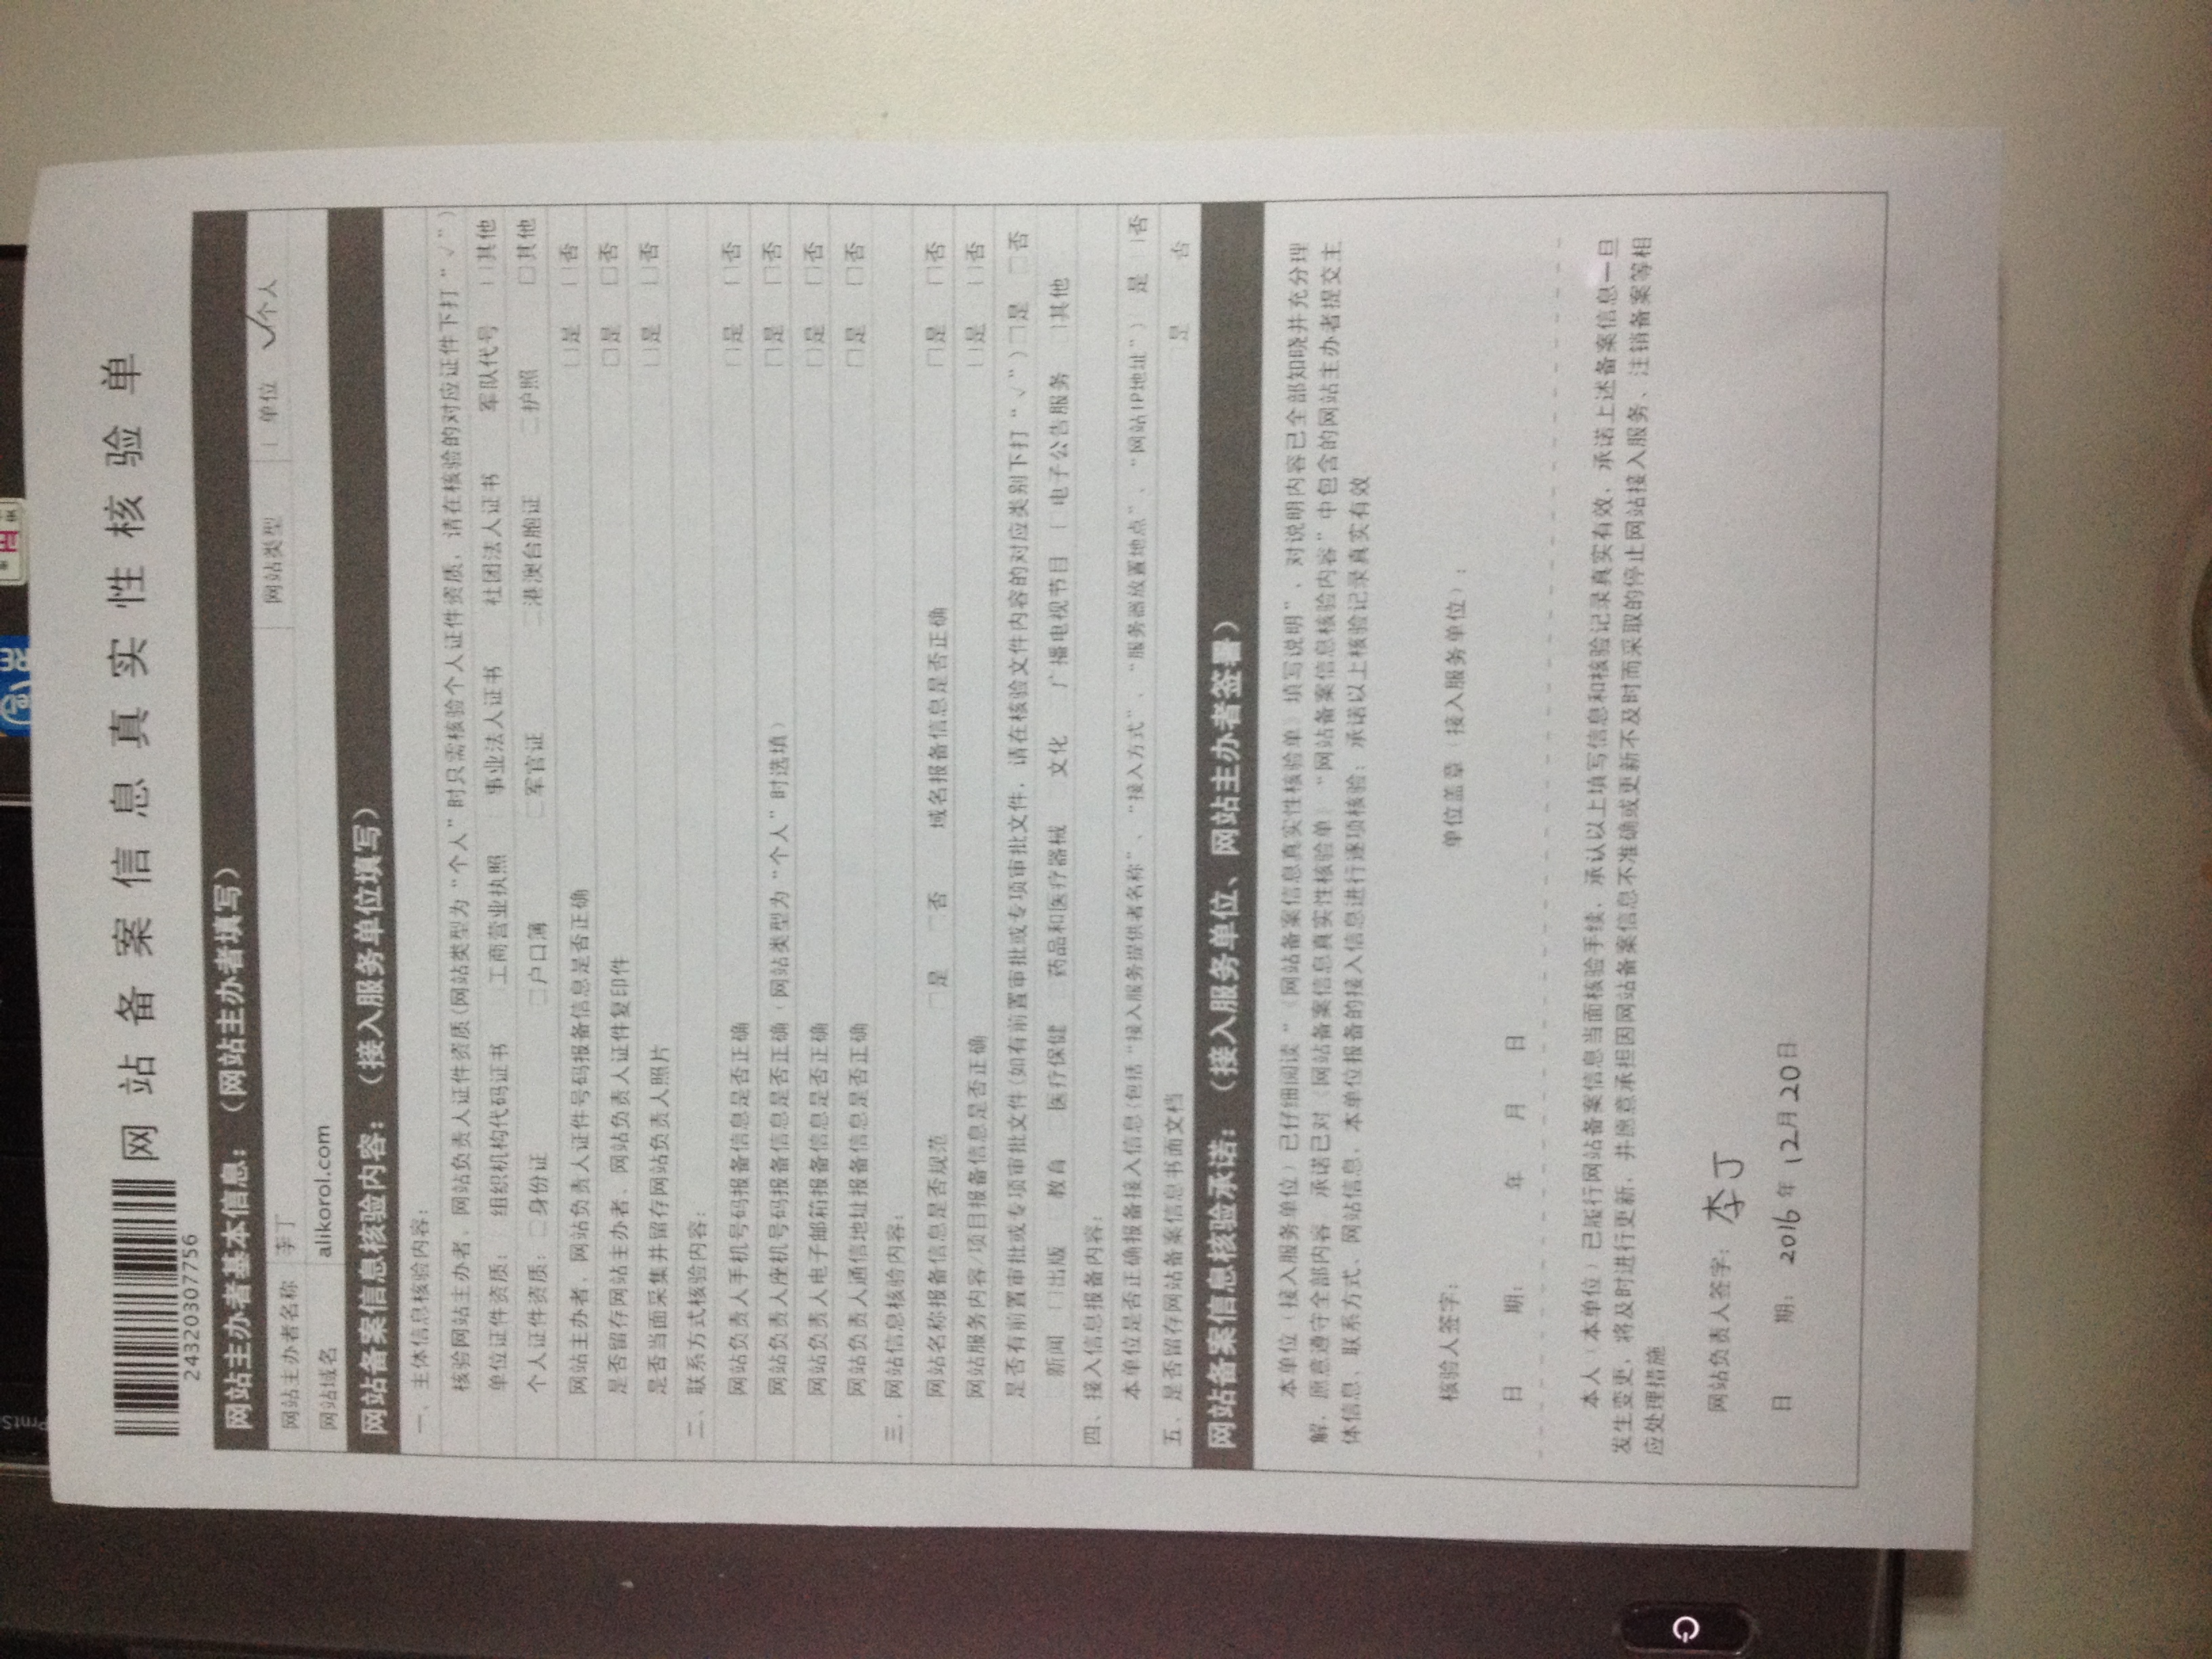 PrntS
网站备案信息真实性核验单
24320307756
网站主办者基本信息：（网站主办者填写）
网站主办者名称 李丁 网站类型 □单位 ✓个人
网站域名 alikorol.com
网站备案信息核验内容：（接入服务单位填写）
一、主体信息核验内容：
核验网站主办者、网站负责人证件资质(网站类型为“个人”时只需核验个人证件资质，请在核验的对应证件下打“√”)
单位证件资质： 组织机构代码证书 □工商营业执照 □事业法人证书 □社团法人证书 □军队代号 □其他
个人证件资质：□身份证 □户口簿 □军官证 □港澳台胞证 □护照 □其他
网站主办者、网站负责人证件号码报备信息是否正确 □是 □否
是否留存网站主办者、网站负责人证件复印件 □是 □否
是否当面采集并留存网站负责人照片 □是 □否
二、联系方式核验内容：
网站负责人手机号码报备信息是否正确 □是 □否
网站负责人座机号码报备信息是否正确（网站类型为“个人”时选填） □是 □否
网站负责人电子邮箱报备信息是否正确 □是 □否
网站负责人通信地址报备信息是否正确 □是 □否
三、网站信息核验内容：
网站名称报备信息是否规范 □是 □否 域名报备信息是否正确 □是 □否
网站服务内容/项目报备信息是否正确 □是 □否
是否有前置审批或专项审批文件(如有前置审批或专项审批文件，请在核验文件内容的对应类别下打“√”)□是 □否
□新闻 □出版 □教育 □医疗保健 □药品和医疗器械 □文化 □广播电视节目 □电子公告服务 □其他
四、接入信息报备内容：
本单位是否正确报备接入信息(包括“接入服务提供者名称”、“接入方式”、“服务器放置地点”、“网站IP地址”) □是 □否
五、是否留存网站备案信息书面文档 □是 □否
网站备案信息核验承诺：（接入服务单位、网站主办者签署）
本单位（接入服务单位）已仔细阅读“《网站备案信息真实性核验单》填写说明”，对说明内容已全部知晓并充分理
解，愿意遵守全部内容。承诺已对《网站备案信息真实性核验单》“网站备案信息核验内容”中包含的网站主办者提交主
体信息、联系方式、网站信息，本单位报备的接入信息进行逐项核验；承诺以上核验记录真实有效
核验人签字： 单位盖章（接入服务单位）：
日 期： 年 月 日
本人（本单位）已履行网站备案信息当面核验手续，承认以上填写信息和核验记录真实有效，承诺上述备案信息一旦
发生变更，将及时进行更新，并愿意承担因网站备案信息不准确或更新不及时而采取的停止网站接入服务、注销备案等相
应处理措施
网站负责人签字： 李丁
日 期： 2016年 12月20日